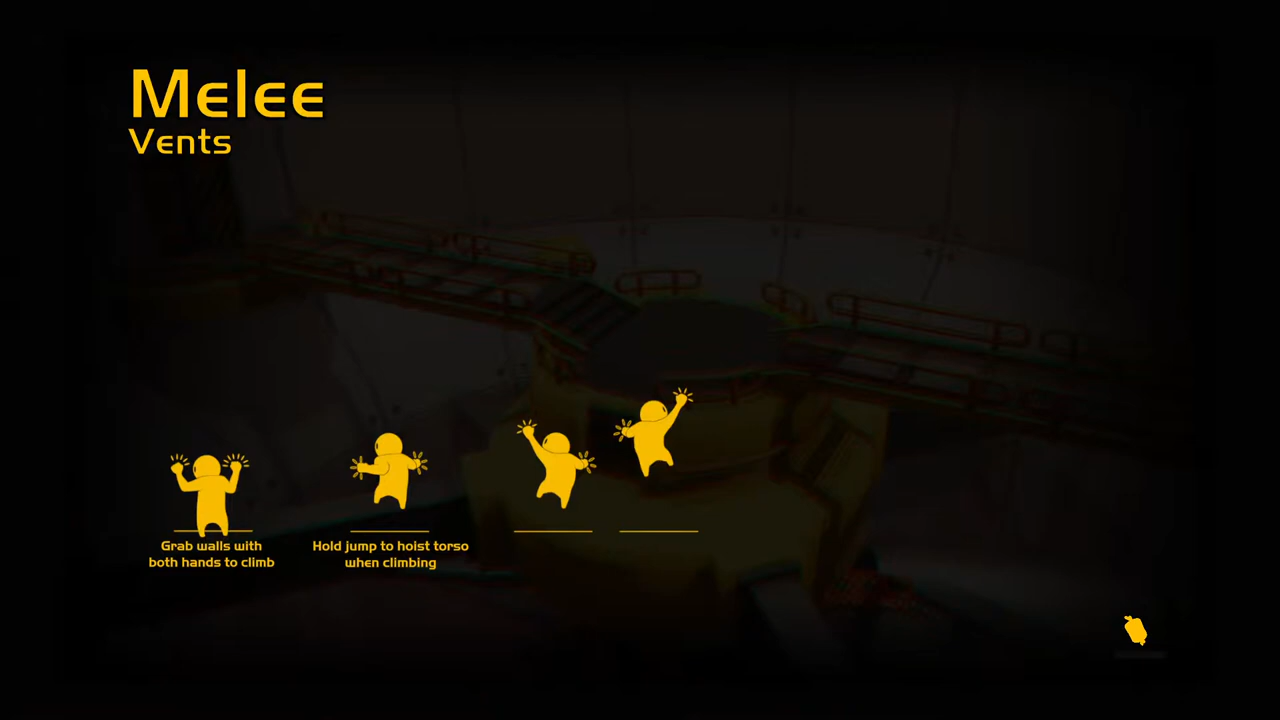 Melee
Vents
Grab walls with
both hands to climb
Hold jump to hoist torso
when climbing